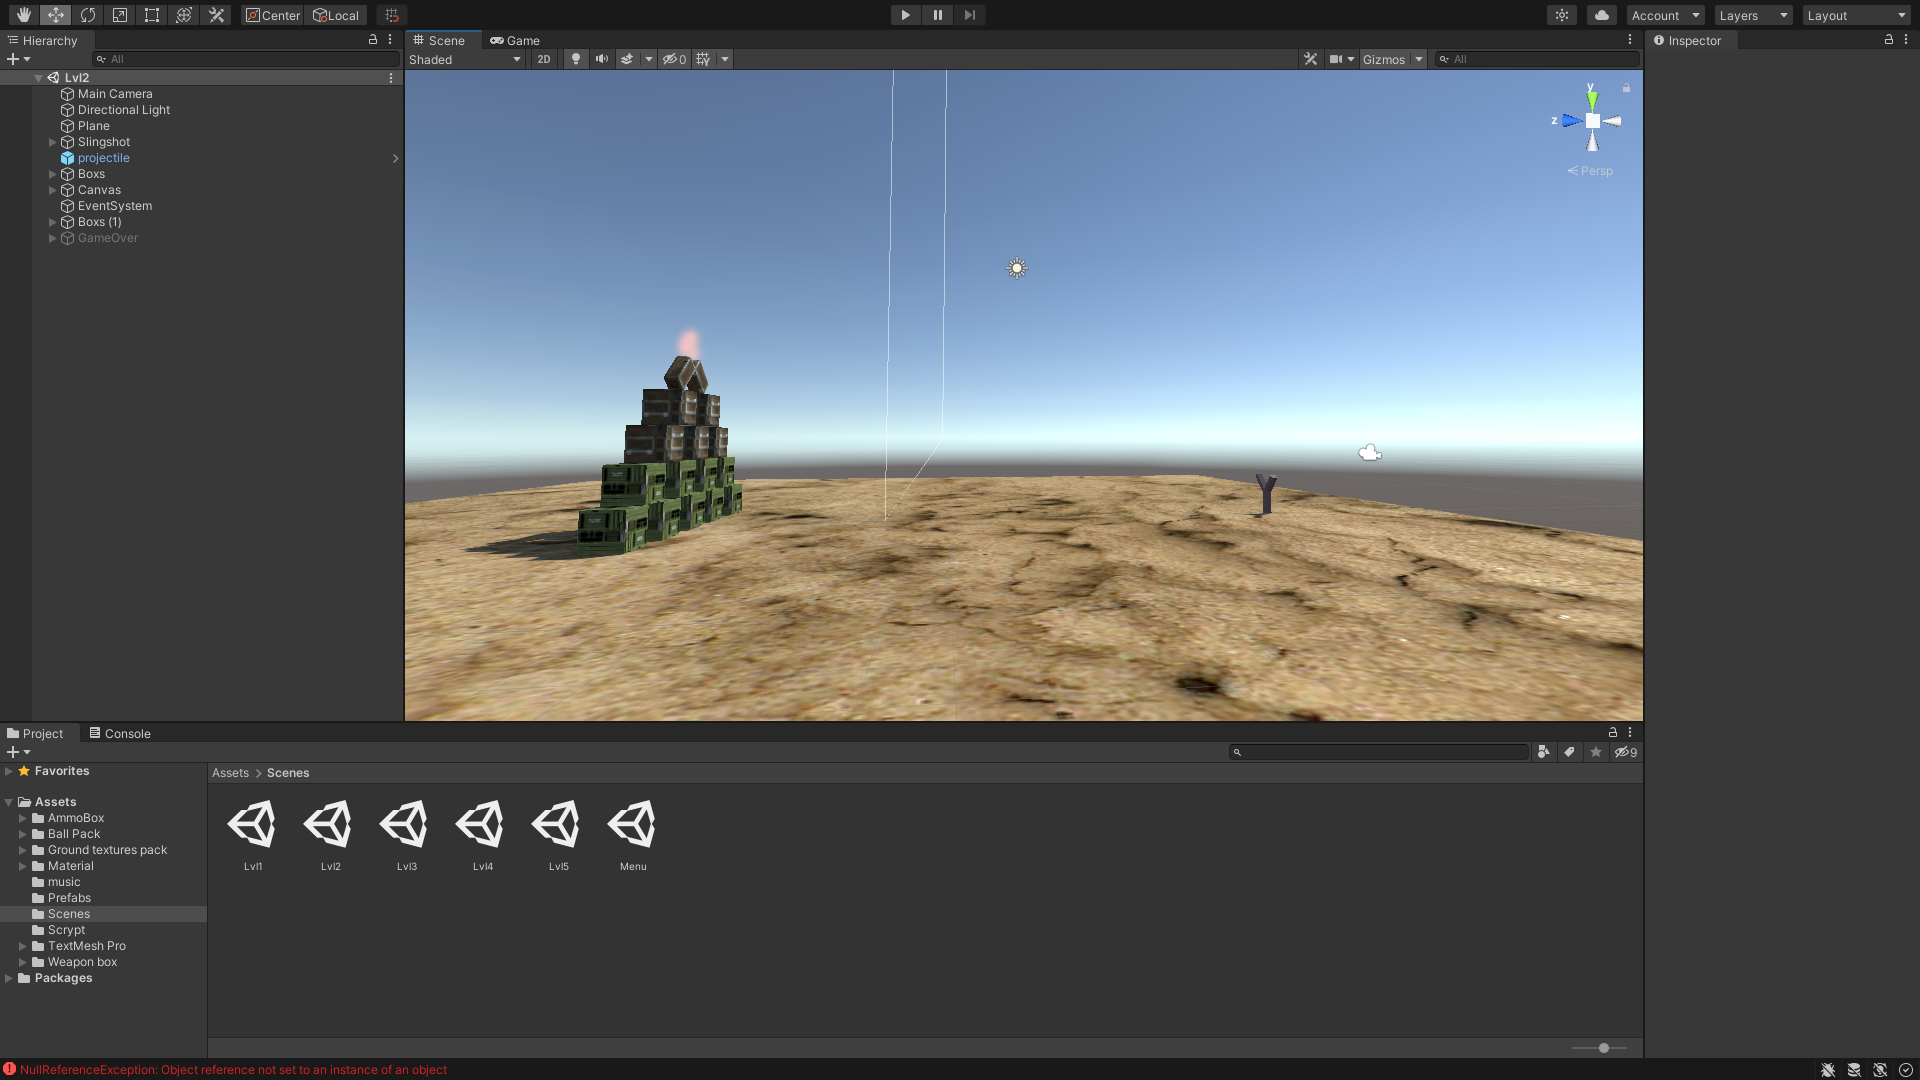 Center
Local
Account
Layers
Layout
Hierarchy
All
Lvl2
Main Camera
Directional Light
Plane
Slingshot
projectile
Boxs
Canvas
EventSystem
Boxs (1)
GameOver
Scene
Game
Shaded
2D
0
Gizmos
All
y
z
Persp
Inspector
Project
Console
9
Favorites
Assets
AmmoBox
Ball Pack
Ground textures pack
Material
music
Prefabs
Scenes
Scrypt
TextMesh Pro
Weapon box
Packages
Assets > Scenes
Lvl1
Lvl2
Lvl3
Lvl4
Lvl5
Menu
NullReferenceException: Object reference not set to an instance of an object